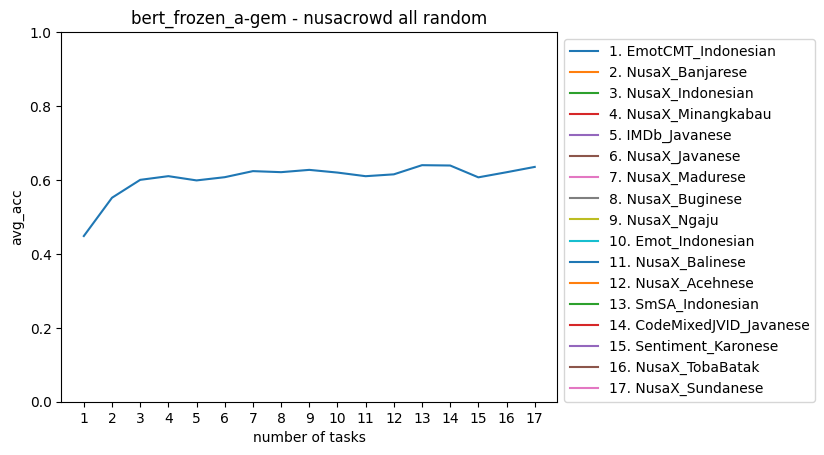 bert_frozen_a-gem - nusacrowd all random
avg_acc
1.0
0.8
0.6
0.4
0.2
0.0
1 2 3 4 5 6 7 8 9 10 11 12 13 14 15 16 17
number of tasks
1. EmotCMT_Indonesian
2. NusaX_Banjarese
3. NusaX_Indonesian
4. NusaX_Minangkabau
5. IMDb_Javanese
6. NusaX_Javanese
7. NusaX_Madurese
8. NusaX_Buginese
9. NusaX_Ngaju
10. Emot_Indonesian
11. NusaX_Balinese
12. NusaX_Acehnese
13. SmSA_Indonesian
14. CodeMixedJVID_Javanese
15. Sentiment_Karonese
16. NusaX_TobaBatak
17. NusaX_Sundanese